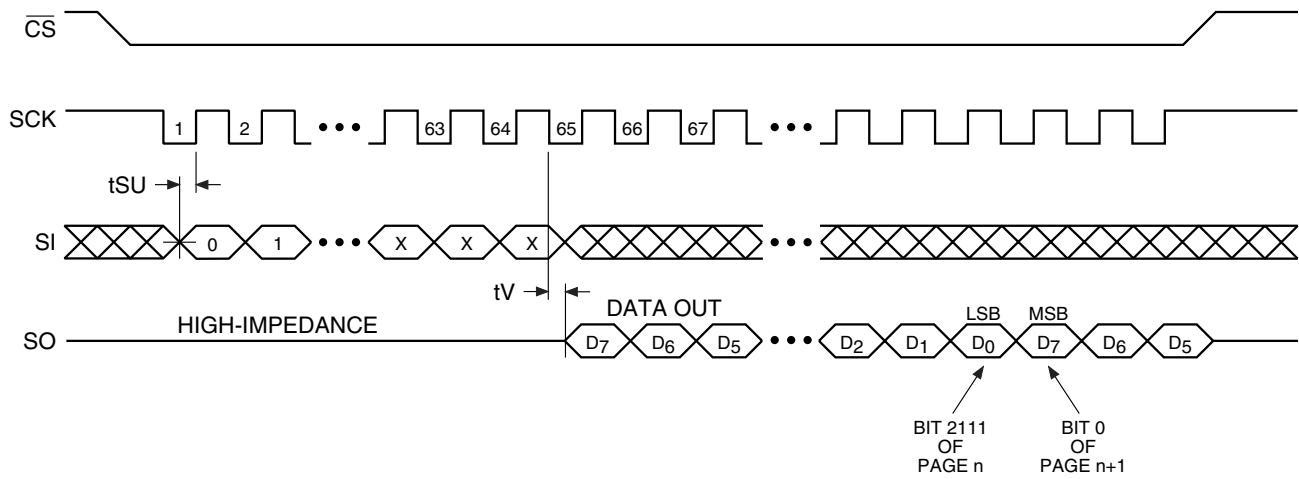 CS
SCK
1 2 ••• 63 64 65 66 67 •••
tSU
SI
0 1 ••• X X X •••
tV
HIGH-IMPEDANCE
DATA OUT
LSB MSB
SO
D7 D6 D5 ••• D2 D1 D0 D7 D6 D5
BIT 2111
OF
PAGE n
BIT 0
OF
PAGE n+1